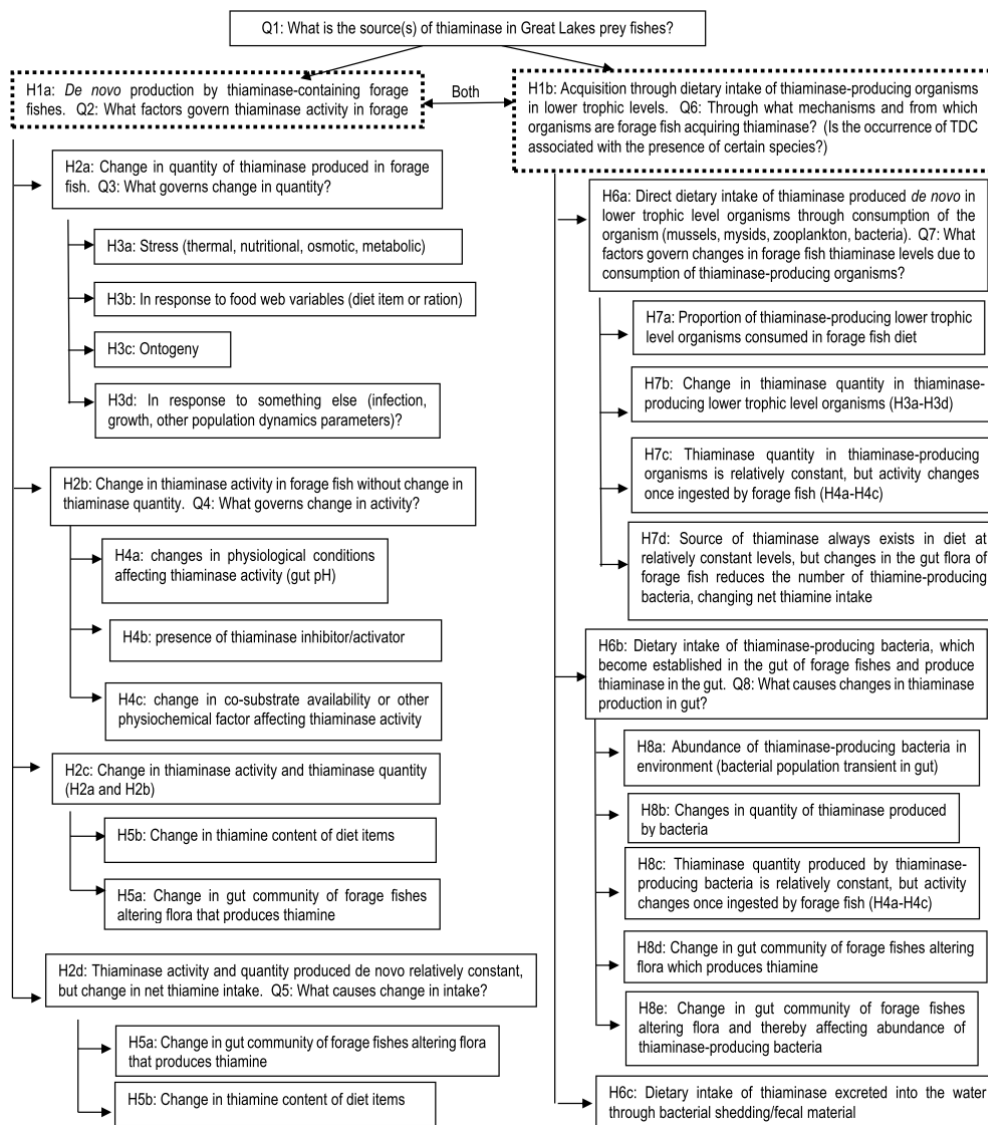 Q1: What is the source(s) of thiaminase in Great Lakes prey fishes?
H1a: De novo production by thiaminase-containing forage
fishes. Q2: What factors govern thiaminase activity in forage
Both
H1b: Acquisition through dietary intake of thiaminase-producing organisms
in lower trophic levels. Q6: Through what mechanisms and from which
organisms are forage fish acquiring thiaminase? (Is the occurrence of TDC
associated with the presence of certain species?)
H2a: Change in quantity of thiaminase produced in forage
fish. Q3: What governs change in quantity?
H3a: Stress (thermal, nutritional, osmotic, metabolic)
H3b: In response to food web variables (diet item or ration)
H3c: Ontogeny
H3d: In response to something else (infection,
growth, other population dynamics parameters)?
H2b: Change in thiaminase activity in forage fish without change in
thiaminase quantity. Q4: What governs change in activity?
H4a: changes in physiological conditions
affecting thiaminase activity (gut pH)
H4b: presence of thiaminase inhibitor/activator
H4c: change in co-substrate availability or other
physiochemical factor affecting thiaminase activity
H2c: Change in thiaminase activity and thiaminase quantity
(H2a and H2b)
H5b: Change in thiamine content of diet items
H5a: Change in gut community of forage fishes
altering flora that produces thiamine
H2d: Thiaminase activity and quantity produced de novo relatively constant,
but change in net thiamine intake. Q5: What causes change in intake?
H5a: Change in gut community of forage fishes altering flora
that produces thiamine
H5b: Change in thiamine content of diet items
H6a: Direct dietary intake of thiaminase produced de novo in
lower trophic level organisms through consumption of the
organism (mussels, mysids, zooplankton, bacteria). Q7: What
factors govern changes in forage fish thiaminase levels due to
consumption of thiaminase-producing organisms?
H7a: Proportion of thiaminase-producing lower trophic
level organisms consumed in forage fish diet
H7b: Change in thiaminase quantity in thiaminase-
producing lower trophic level organisms (H3a-H3d)
H7c: Thiaminase quantity in thiaminase-producing
organisms is relatively constant, but activity changes
once ingested by forage fish (H4a-H4c)
H7d: Source of thiaminase always exists in diet at
relatively constant levels, but changes in the gut flora of
forage fish reduces the number of thiamine-producing
bacteria, changing net thiamine intake
H6b: Dietary intake of thiaminase-producing bacteria, which
become established in the gut of forage fishes and produce
thiaminase in the gut. Q8: What causes changes in thiaminase
production in gut?
H8a: Abundance of thiaminase-producing bacteria in
environment (bacterial population transient in gut)
H8b: Changes in quantity of thiaminase produced
by bacteria
H8c: Thiaminase quantity produced by thiaminase-
producing bacteria is relatively constant, but activity
changes once ingested by forage fish (H4a-H4c)
H8d: Change in gut community of forage fishes altering
flora which produces thiamine
H8e: Change in gut community of forage fishes
altering flora and thereby affecting abundance of
thiaminase-producing bacteria
H6c: Dietary intake of thiaminase excreted into the water
through bacterial shedding/fecal material